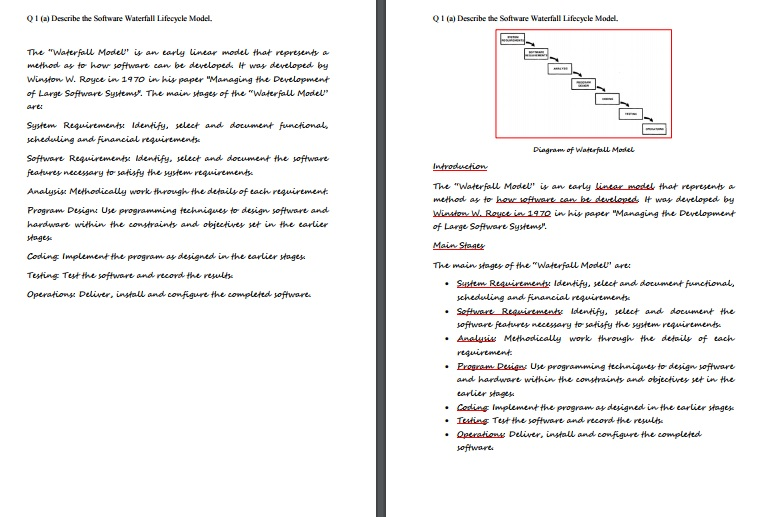 Q 1 (a) Describe the Software Waterfall Lifecycle Model.
The "Waterfall Model" is an early linear model that represents a
method as to how software can be developed. It was developed by
Winston W. Royce in 1970 in his paper "Managing the Development
of Large Software Systems". The main stages of the "Waterfall Model"
are:
System Requirements: Identify, select and document functional,
scheduling and financial requirements.
Software Requirements: Identify, select and document the software
features necessary to satisfy the system requirements.
Analysis: Methodically work through the details of each requirement.
Program Design: Use programming techniques to design software and
hardware within the constraints and objectives set in the earlier
stages.
Coding: Implement the program as designed in the earlier stages.
Testing: Test the software and record the results.
Operations: Deliver, install and configure the completed software.
Q 1 (a) Describe the Software Waterfall Lifecycle Model.
SYSTEM
REQUIREMENTS
SOFTWARE
REQUIREMENTS
ANALYSIS
PROGRAM
DESIGN
CODING
TESTING
OPERATIONS
Diagram of Waterfall Model
Introduction
The "Waterfall Model" is an early linear model that represents a
method as to how software can be developed. It was developed by
Winston W. Royce in 1970 in his paper "Managing the Development
of Large Software Systems".
Main Stages
The main stages of the "Waterfall Model" are:
• System Requirements: Identify, select and document functional,
scheduling and financial requirements.
• Software Requirements: Identify, select and document the
software features necessary to satisfy the system requirements.
• Analysis: Methodically work through the details of each
requirement.
• Program Design: Use programming techniques to design software
and hardware within the constraints and objectives set in the
earlier stages.
• Coding: Implement the program as designed in the earlier stages.
• Testing: Test the software and record the results.
• Operations: Deliver, install and configure the completed
software.